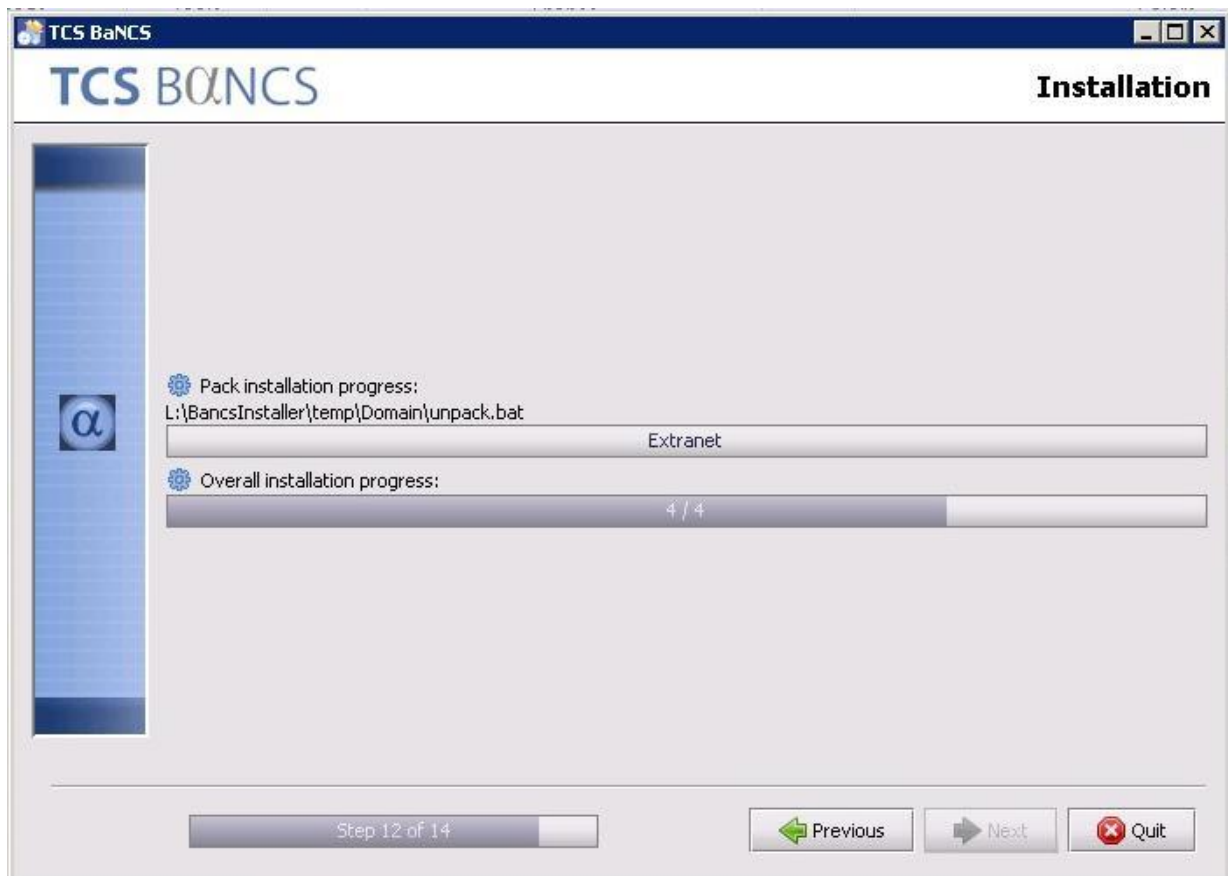 TCS BaNCS
TCS BαNCS
Installation
Pack installation progress:
L:\BancsInstaller\temp\Domain\unpack.bat
Extranet
Overall installation progress:
4 / 4
α
Step 12 of 14
Previous
Next
Quit